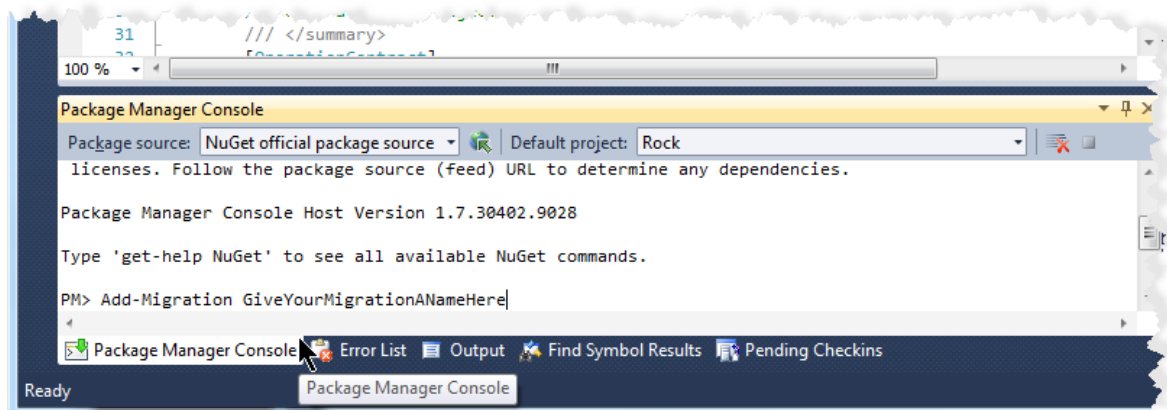 31 /// </summary>
[OperationContract]
100 %
Package Manager Console
Package source: NuGet official package source Default project: Rock
licenses. Follow the package source (feed) URL to determine any dependencies.
Package Manager Console Host Version 1.7.30402.9028
Type 'get-help NuGet' to see all available NuGet commands.
PM> Add-Migration GiveYourMigrationANameHere
Package Manager Console Error List Output Find Symbol Results Pending Checkins
Ready Package Manager Console